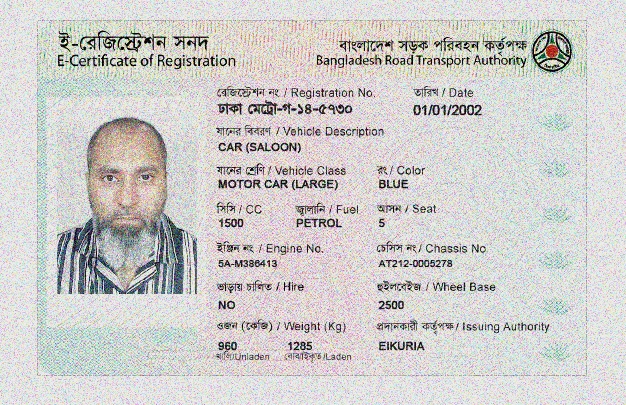 ই-রেজিস্ট্রেশন সনদ
E-Certificate of Registration
বাংলাদেশ সড়ক পরিবহন কর্তৃপক্ষ
Bangladesh Road Transport Authority
রেজিস্ট্রেশন নং / Registration No.
ঢাকা মেট্রো-গ-১৪-৫৭৩০
তারিখ / Date
01/01/2002
যানের বিবরণ / Vehicle Description
CAR (SALOON)
যানের শ্রেণি / Vehicle Class
MOTOR CAR (LARGE)
রং / Color
BLUE
সিসি / CC
1500
জ্বালানি / Fuel
PETROL
আসন / Seat
5
ইঞ্জিন নং / Engine No.
5A-M386413
চেসিস নং / Chassis No
AT212-0005278
ভাড়ায় চালিত / Hire
NO
হুইলবেইজ / Wheel Base
2500
ওজন (কেজি) / Weight (Kg)
960
খালি/Unladen
1285
বোঝাইকৃত/Laden
প্রদানকারী কর্তৃপক্ষ / Issuing Authority
EIKURIA